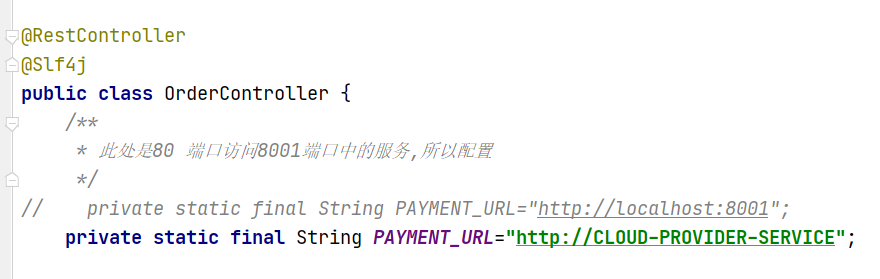 @RestController
@Slf4j
public class OrderController {
    /**
     * 此处是80 端口访问8001端口中的服务,所以配置
     */
//    private static final String PAYMENT_URL="http://localhost:8001";
    private static final String PAYMENT_URL="http://CLOUD-PROVIDER-SERVICE";